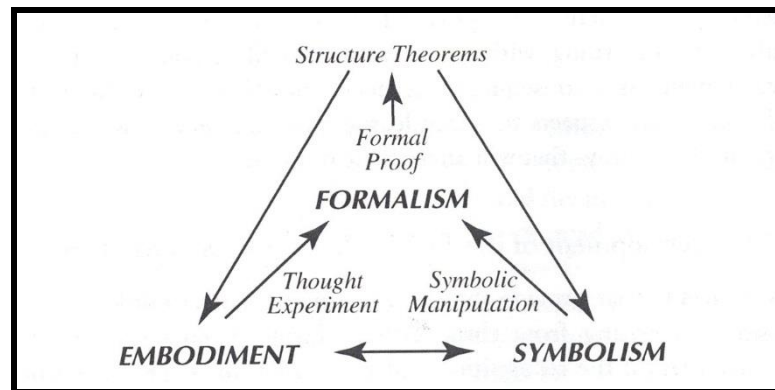 Structure Theorems
Formal
Proof
FORMALISM
Thought
Experiment
Symbolic
Manipulation
EMBODIMENT
SYMBOLISM